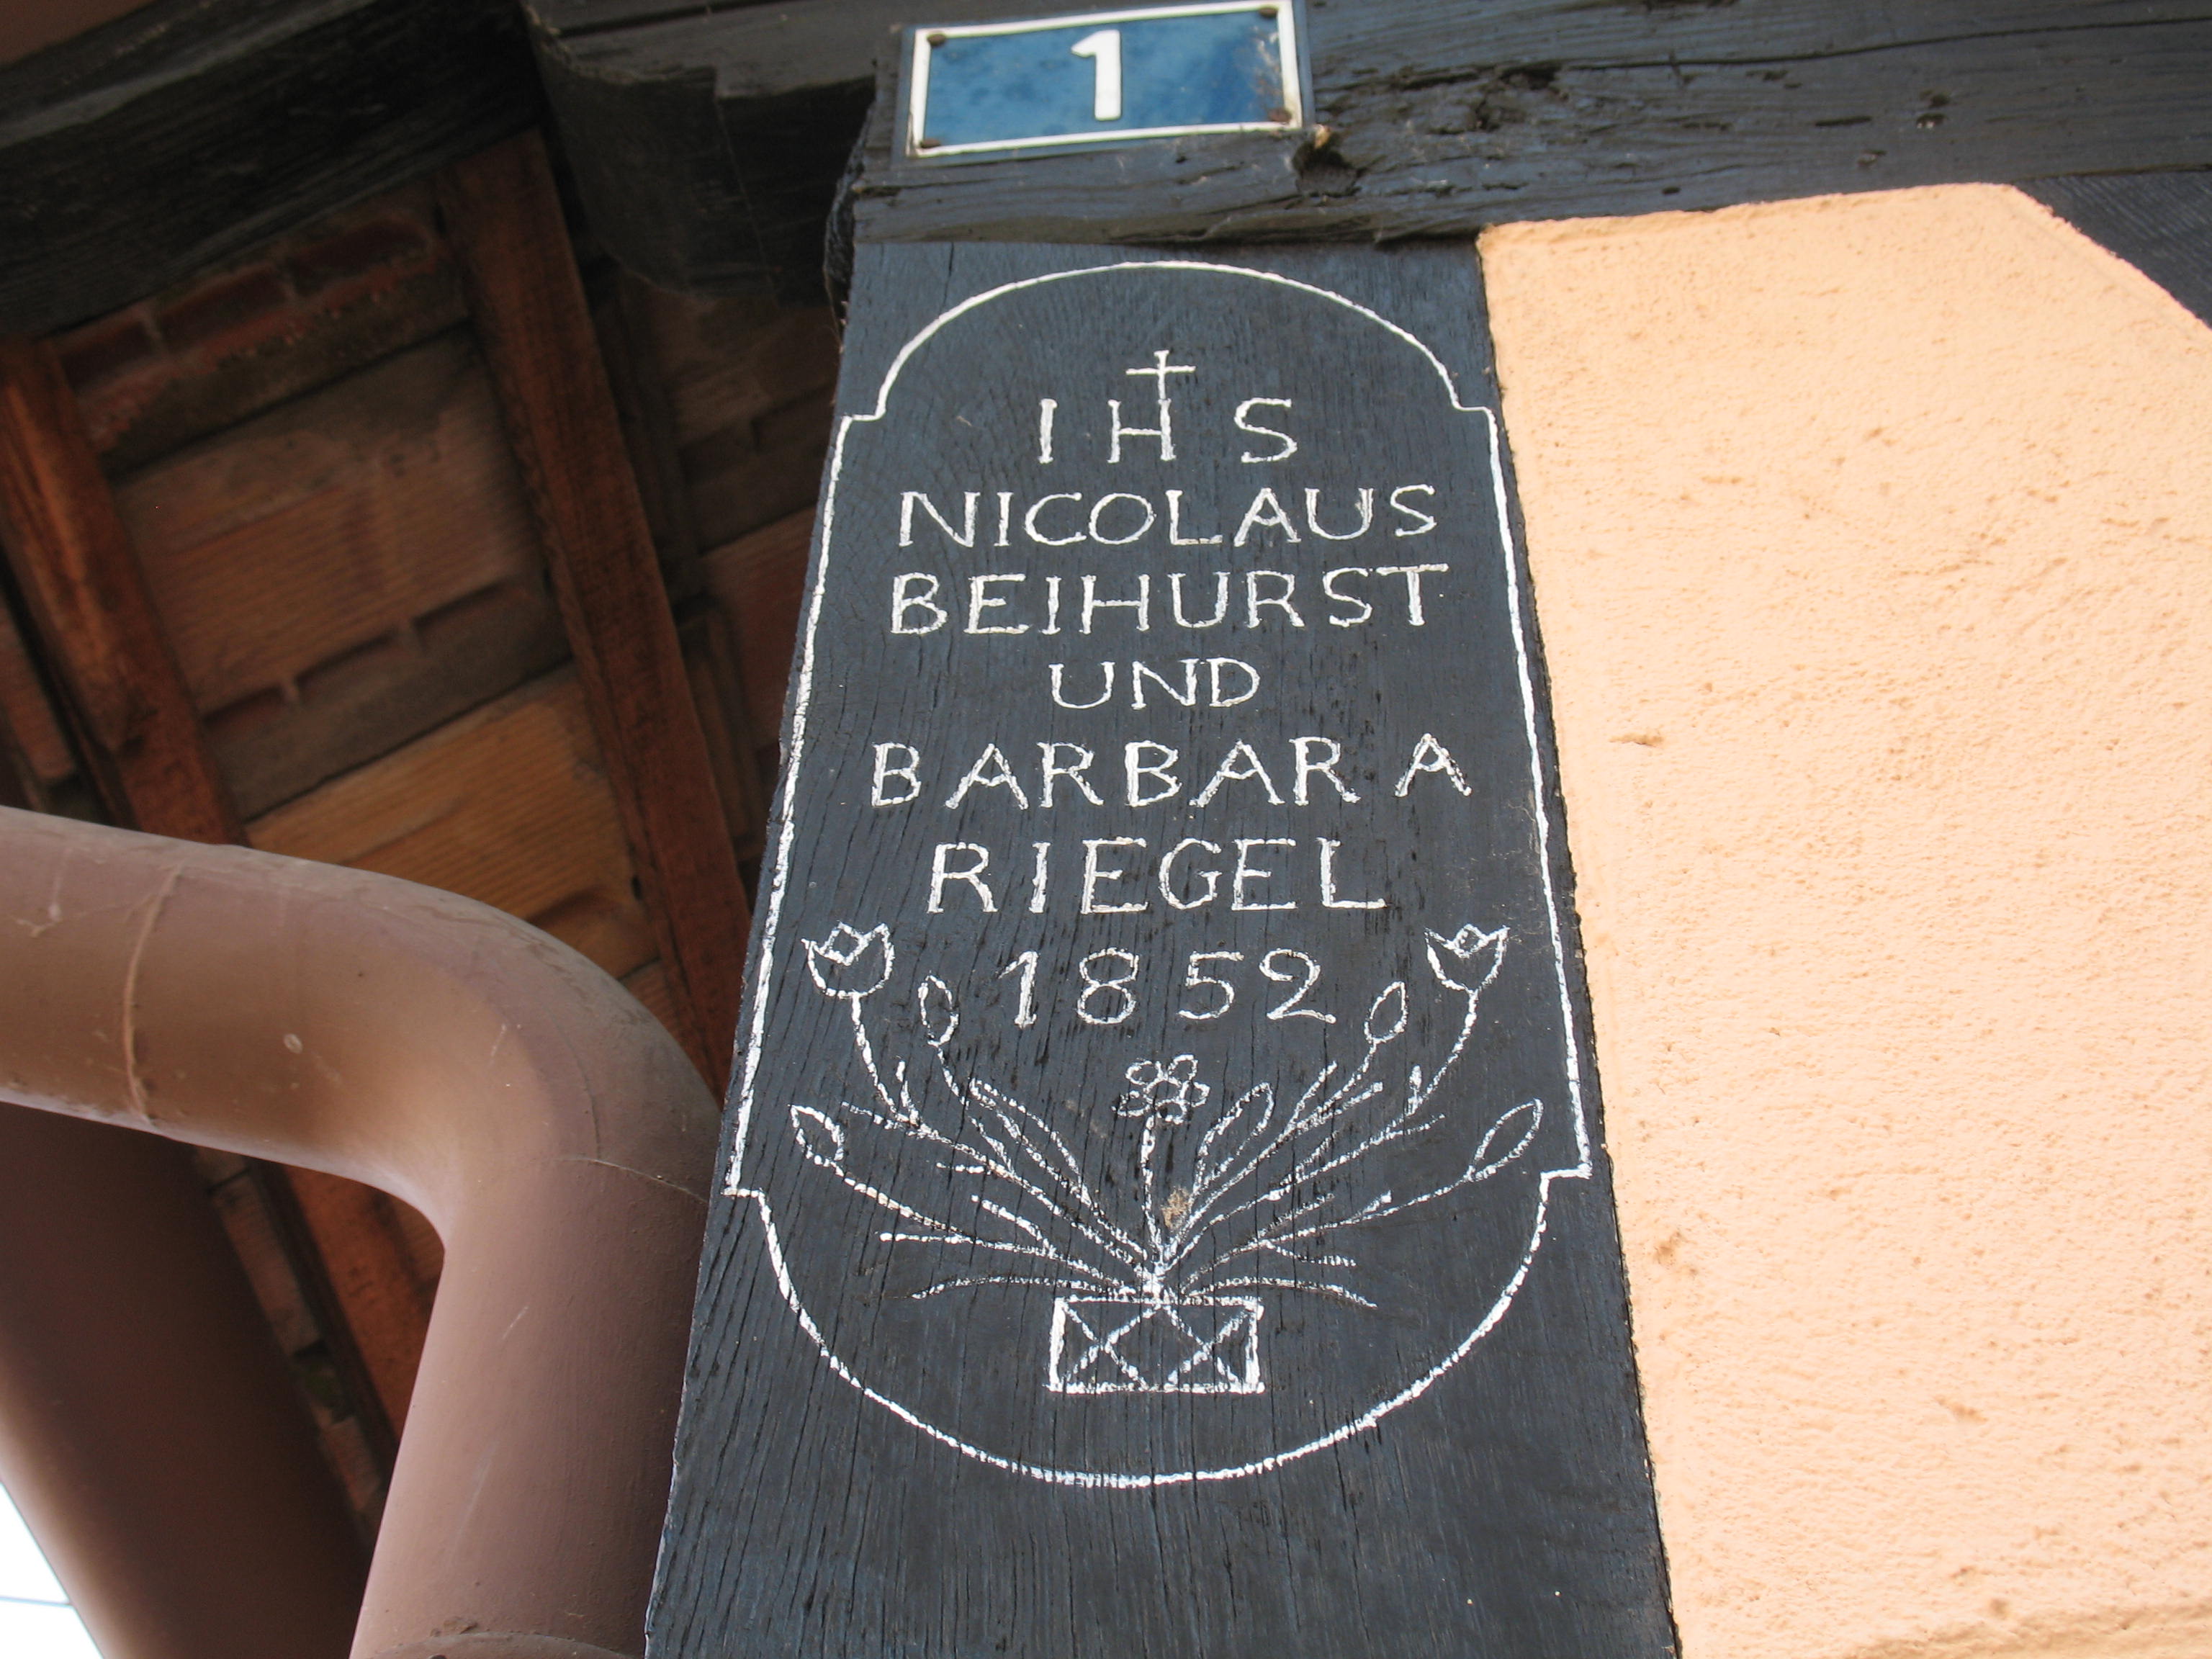 1
IHS
NICOLAUS
BEIHURST
UND
BARBARA
RIEGEL
1852